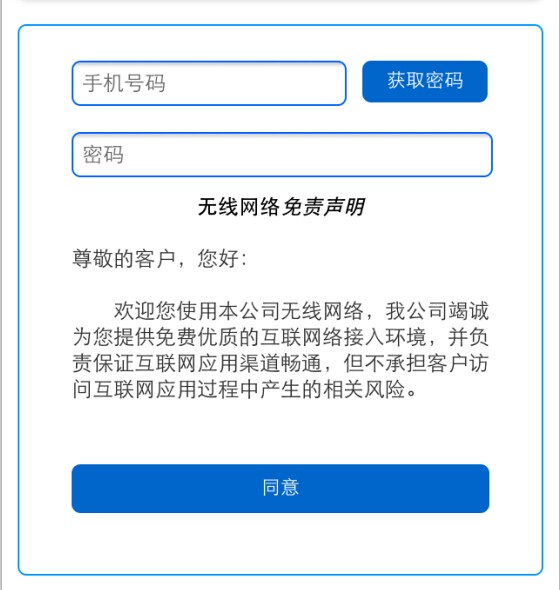 手机号码 获取密码
密码
无线网络免责声明
尊敬的客户，您好：
欢迎您使用本公司无线网络，我公司竭诚
为您提供免费优质的互联网络接入环境，并负
责保证互联网应用渠道畅通，但不承担客户访
问互联网应用过程中产生的相关风险。
同意